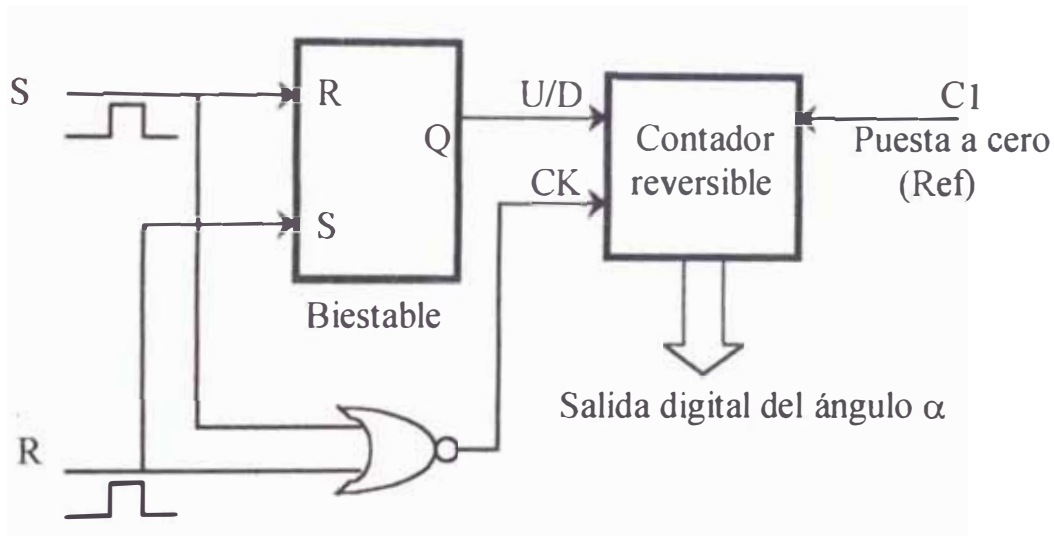 S
R
Q
S
Biestable
U/D
CK
Contador
reversible
C1
Puesta a cero
(Ref)
Salida digital del ángulo α
R